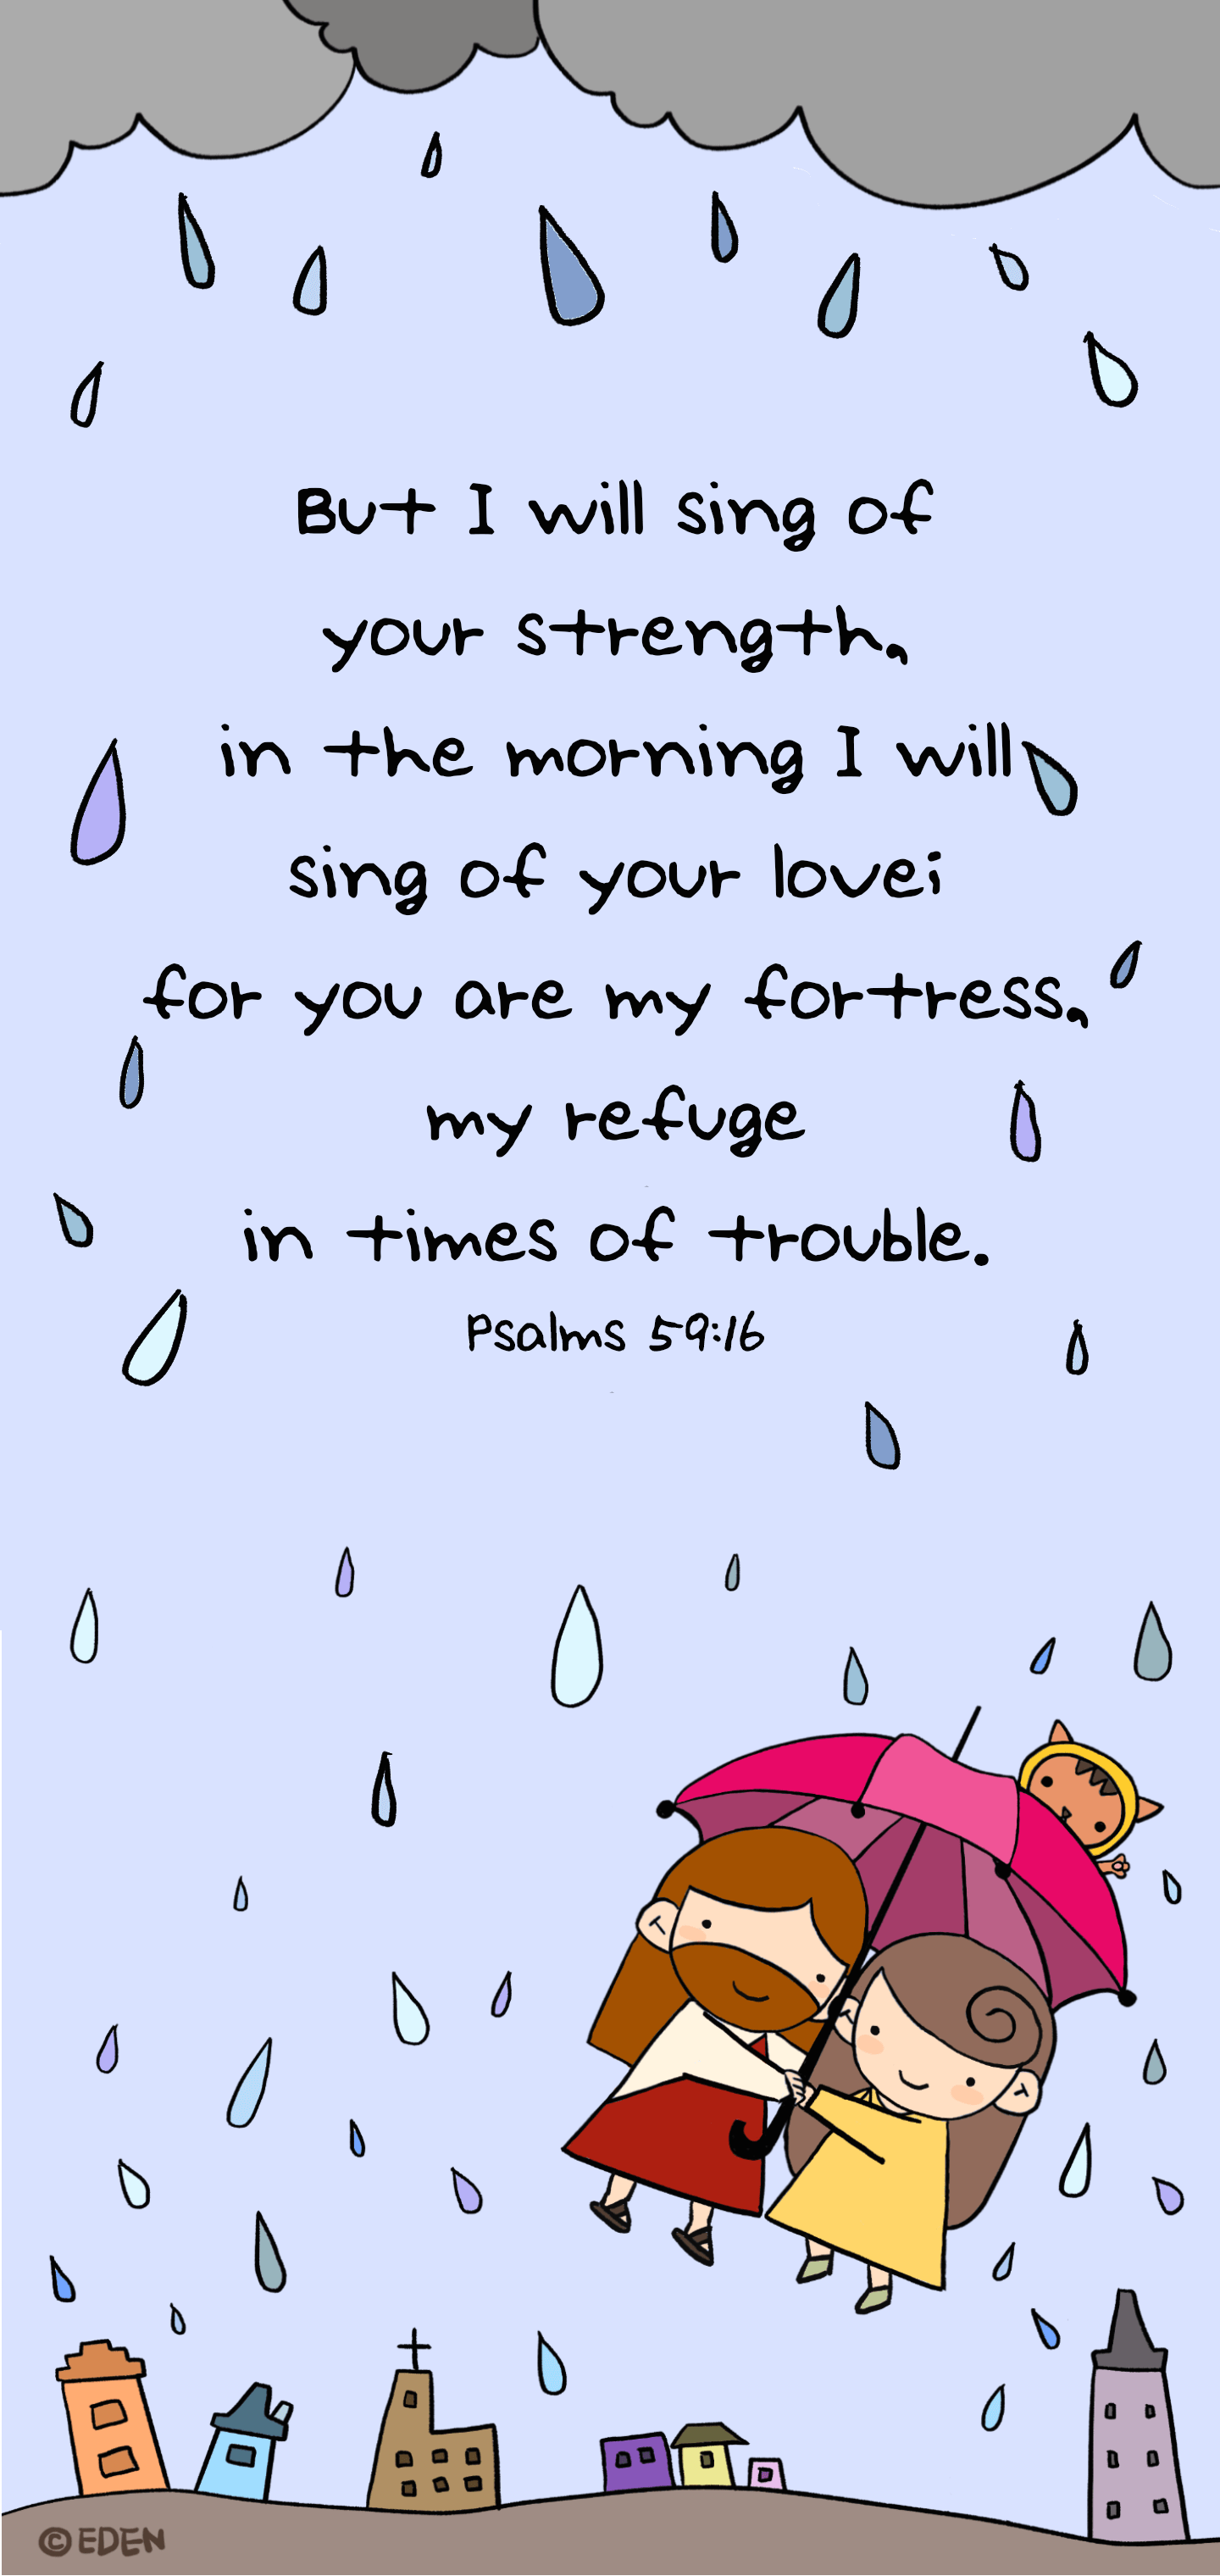 But I will sing of
your strength,
in the morning I will
sing of your love;
for you are my fortress,
my refuge
in times of trouble.
Psalms 59:16
© EDEN